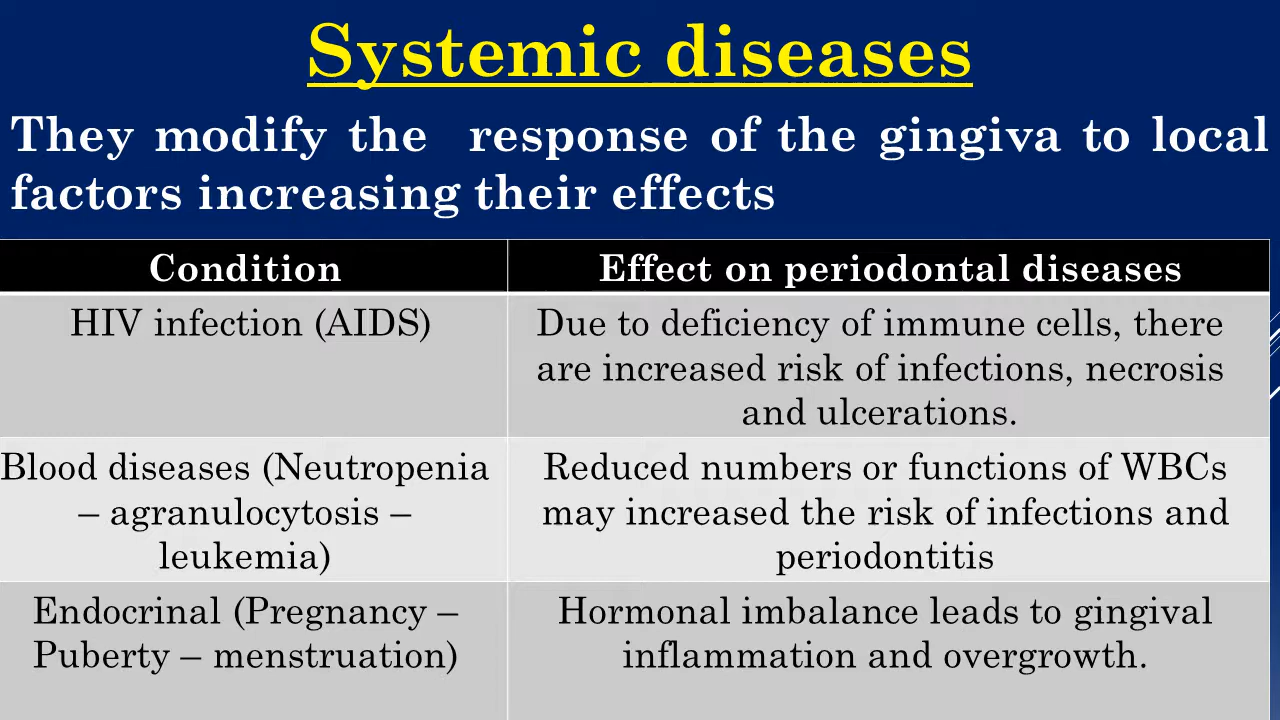 Systemic diseases
They modify the response of the gingiva to local
factors increasing their effects
Condition
Effect on periodontal diseases
HIV infection (AIDS)
Due to deficiency of immune cells, there
are increased risk of infections, necrosis
and ulcerations.
Blood diseases (Neutropenia
– agranulocytosis –
leukemia)
Reduced numbers or functions of WBCs
may increased the risk of infections and
periodontitis
Endocrinal (Pregnancy –
Puberty – menstruation)
Hormonal imbalance leads to gingival
inflammation and overgrowth.